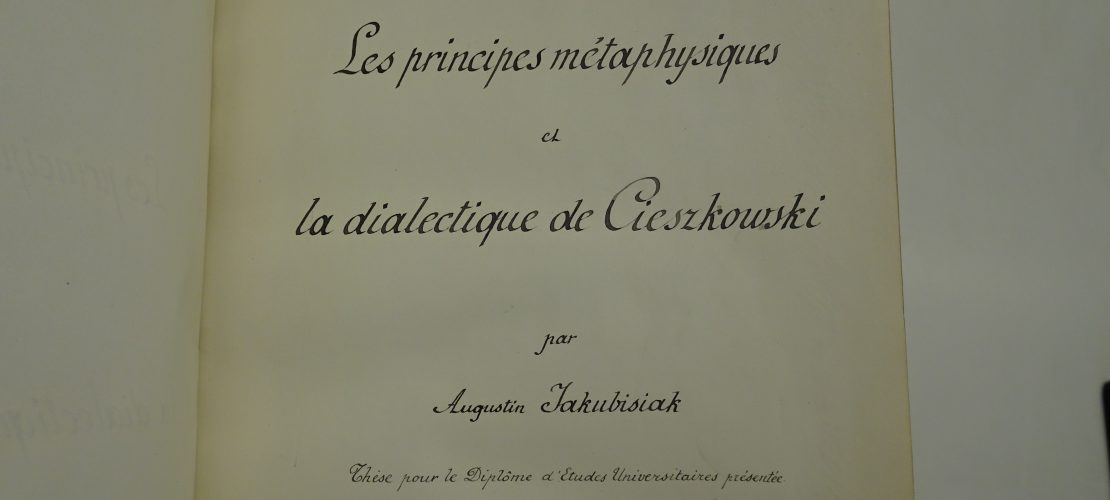 Les principes métaphysiques
et
la dialectique de Cieszkowski
par
Augustin Jakubisiak
Thèse pour le Diplôme d'Etudes Universitaires présentée